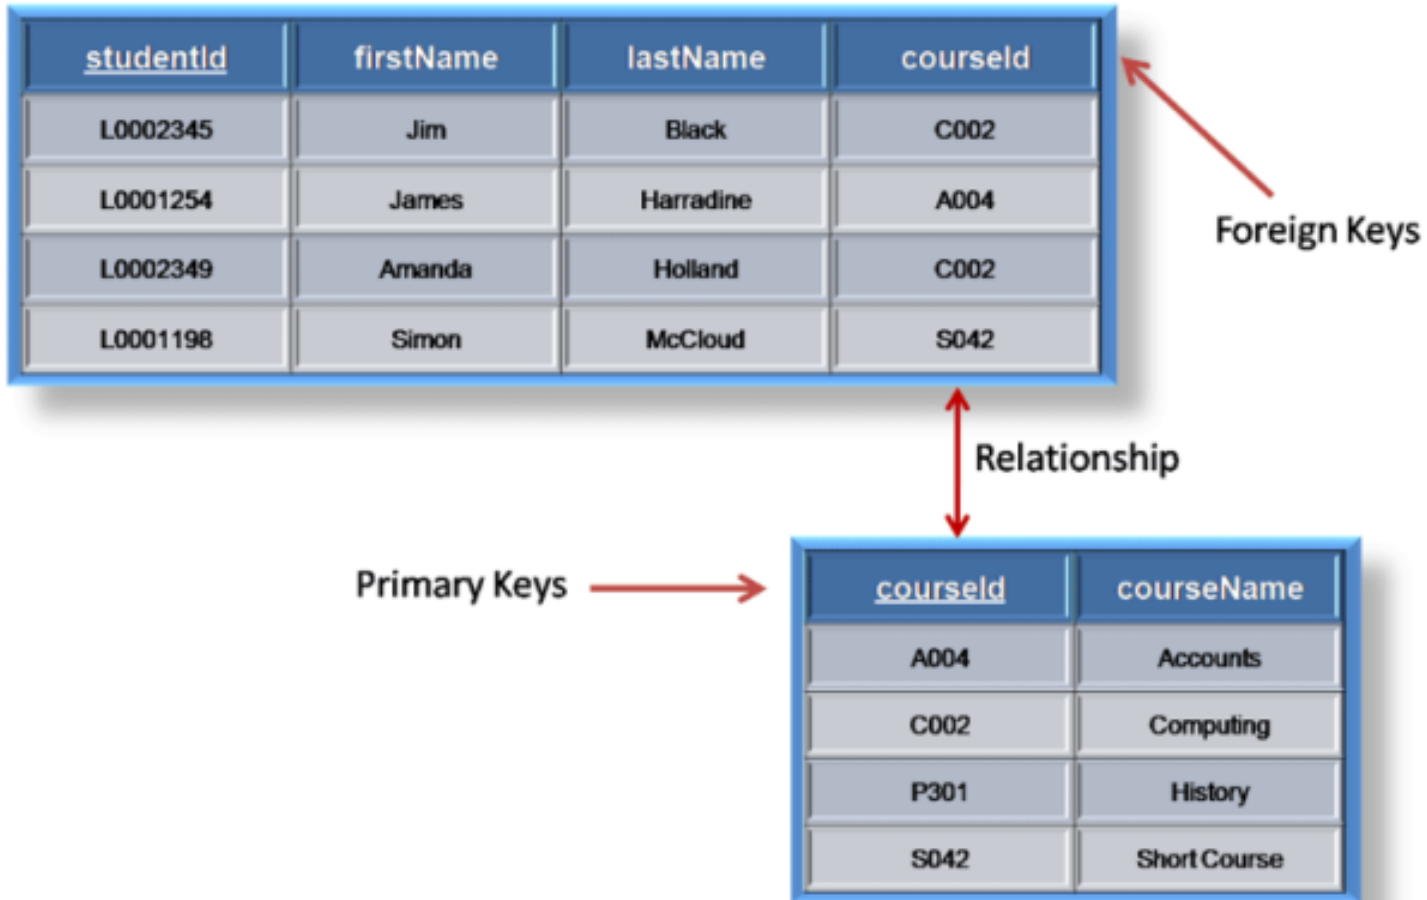 studentId firstName lastName courseId
L0002345 Jim Black C002
L0001254 James Harradine A004
L0002349 Amanda Holland C002
L0001198 Simon McCloud S042
Foreign Keys
Relationship
Primary Keys
courseId courseName
A004 Accounts
C002 Computing
P301 History
S042 Short Course